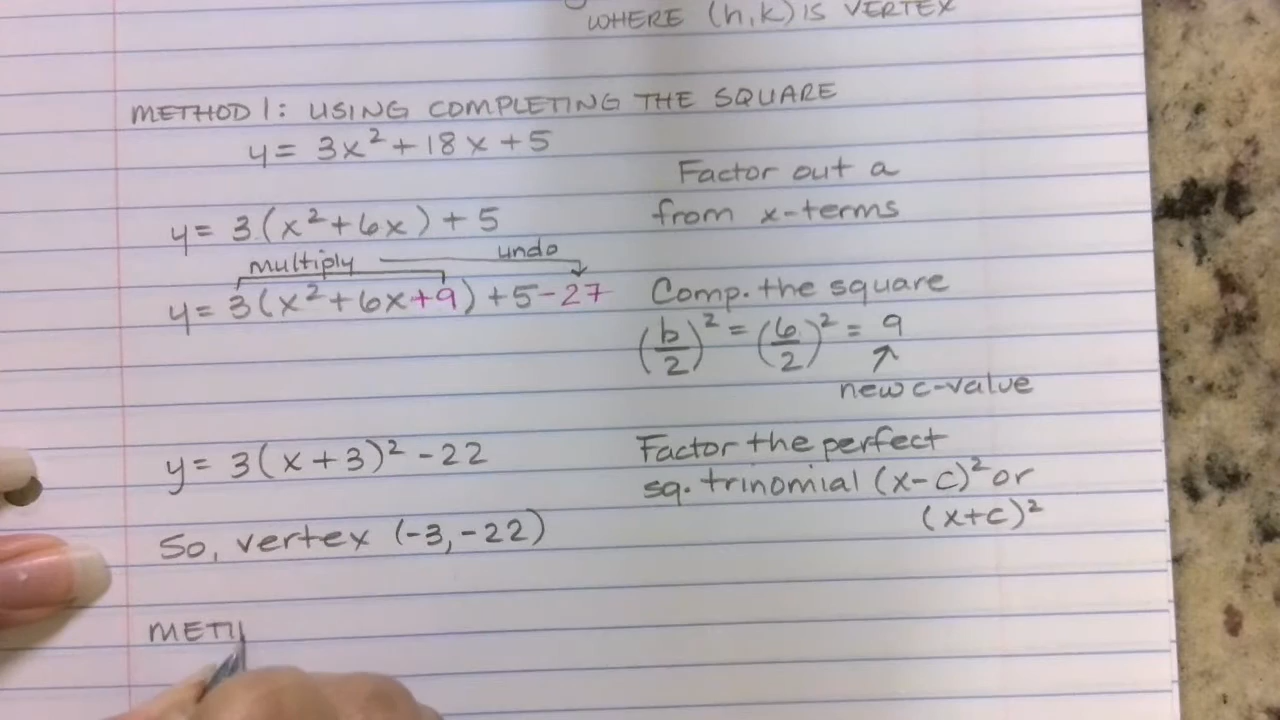 WHERE (h,k) is VERTEX
METHOD 1: USING COMPLETING THE SQUARE
y = 3x² + 18x + 5
Factor out a
from x-terms
y = 3(x² + 6x) + 5
multiply undo
y = 3(x² + 6x + 9) + 5 - 27
Comp. the square
(b/2)² = (6/2)² = 9
↑
new c-value
y = 3(x + 3)² - 22
Factor the perfect
sq. trinomial (x - c)² or
(x + c)²
So, vertex (-3, -22)
METH